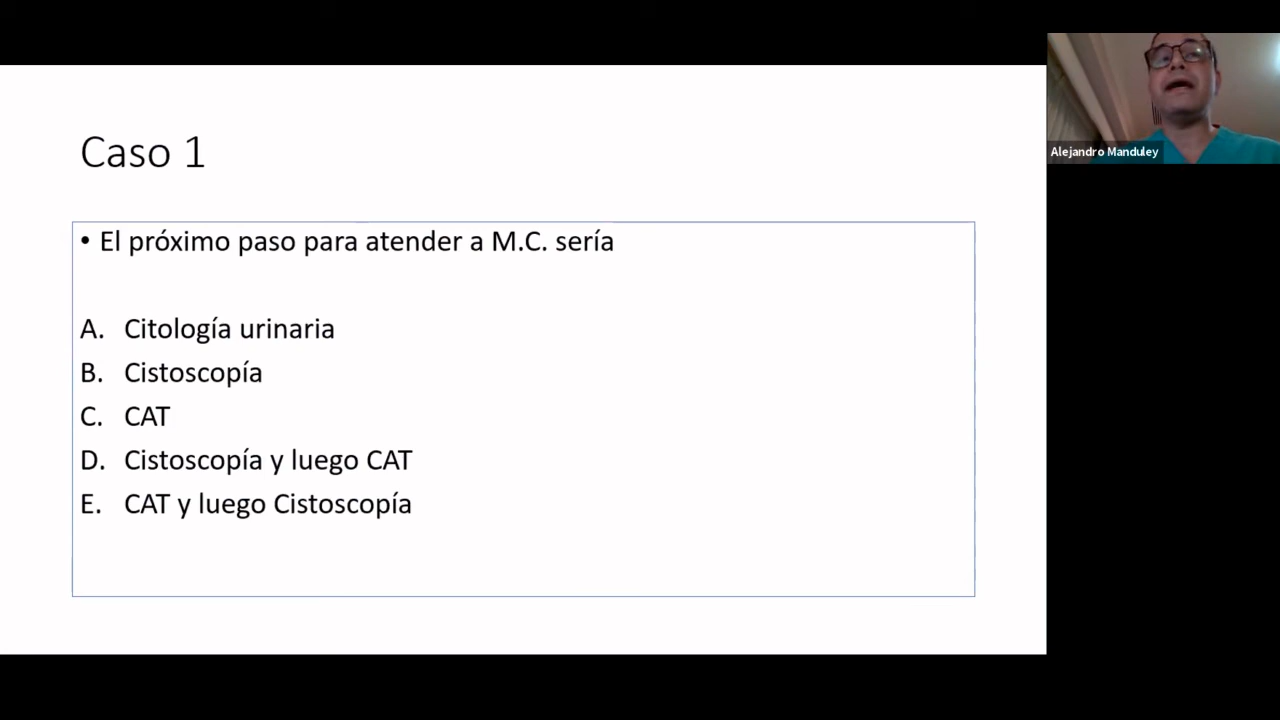 Caso 1
• El próximo paso para atender a M.C. sería
A. Citología urinaria
B. Cistoscopía
C. CAT
D. Cistoscopía y luego CAT
E. CAT y luego Cistoscopía
Alejandro Manduley